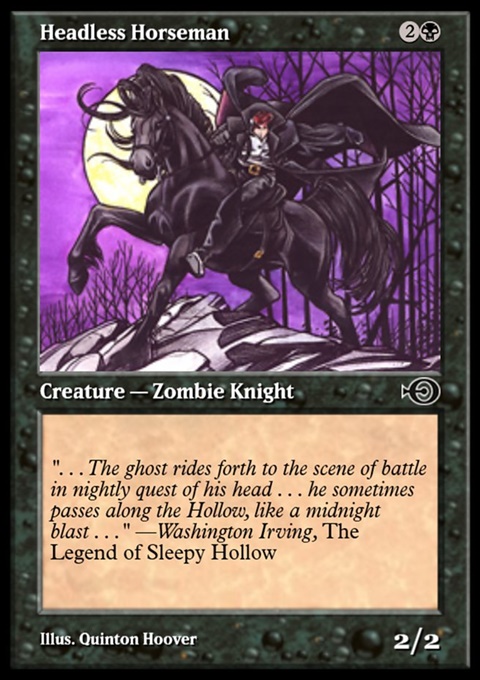 Headless Horseman 2
Creature — Zombie Knight
". . . The ghost rides forth to the scene of battle
in nightly quest of his head . . . he sometimes
passes along the Hollow, like a midnight
blast . . ." —Washington Irving, The
Legend of Sleepy Hollow
Illus. Quinton Hoover 2/2